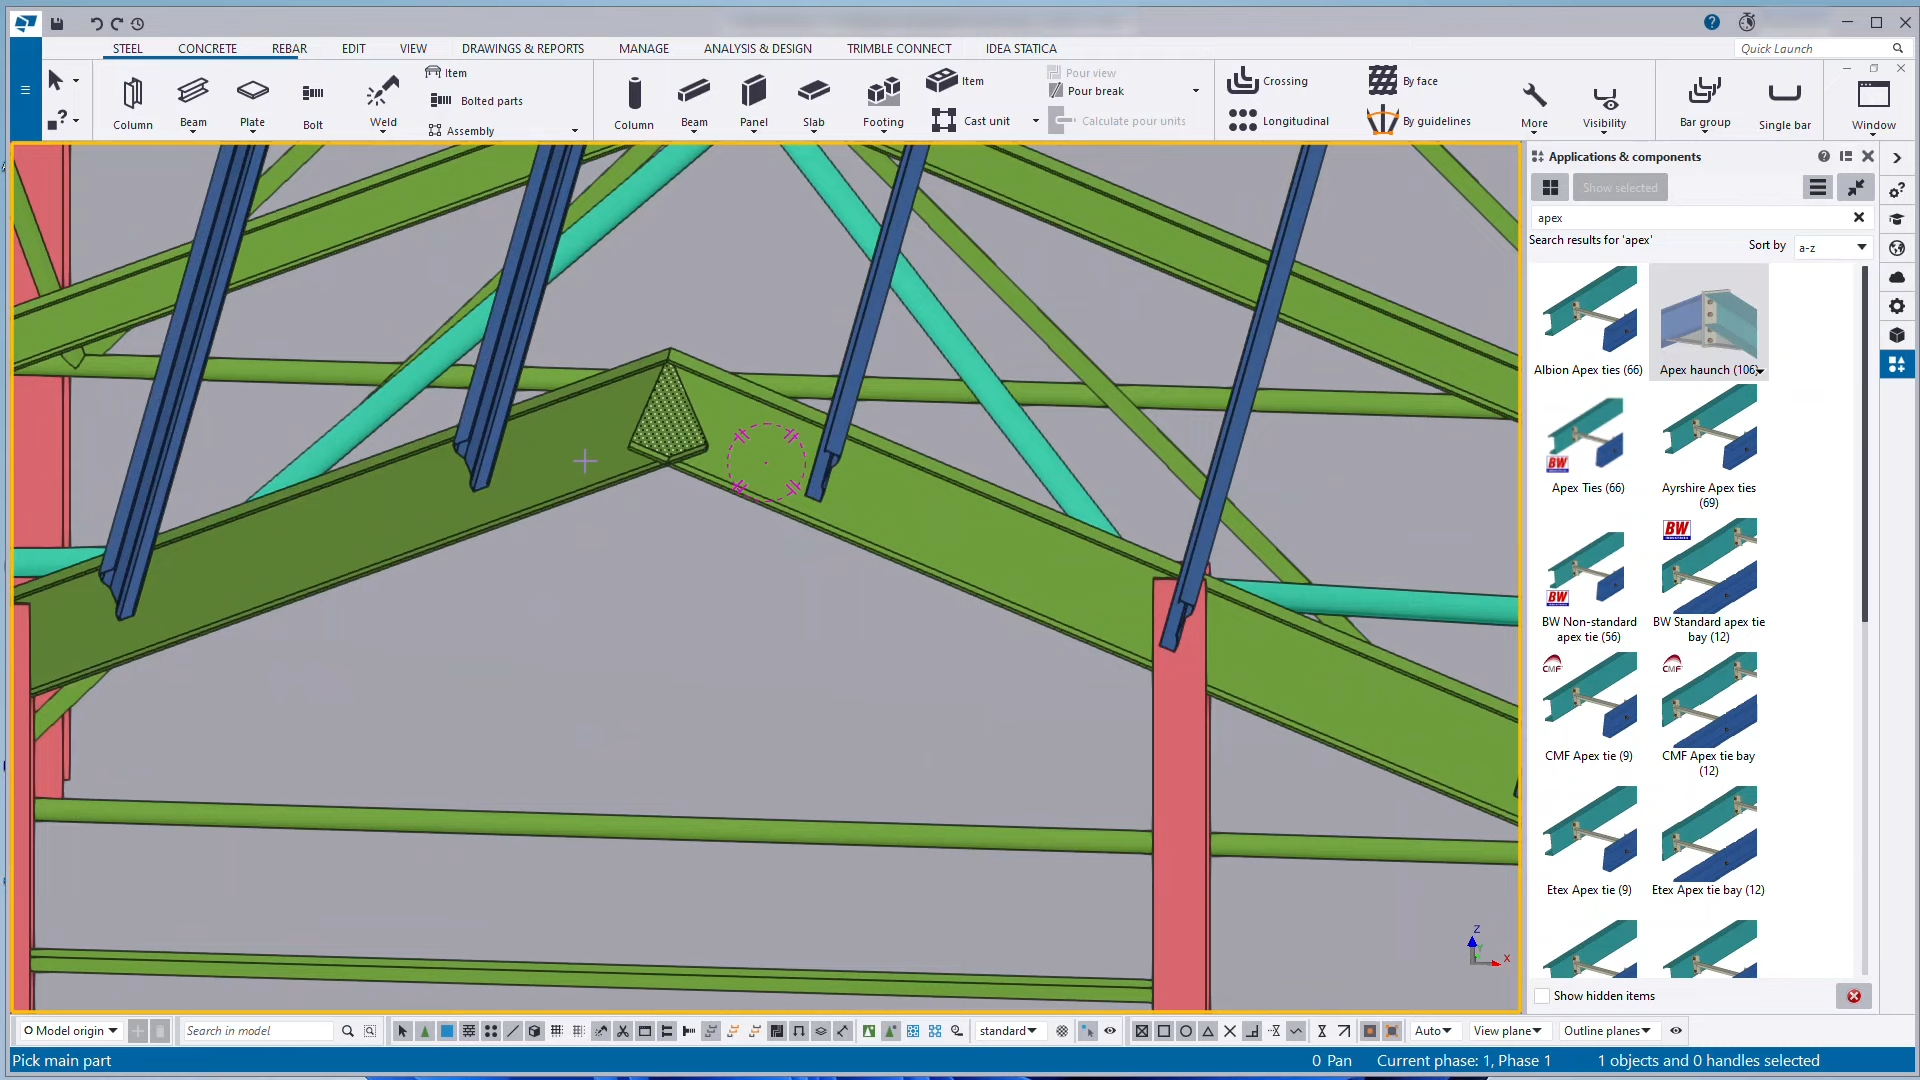 STEEL CONCRETE REBAR EDIT VIEW DRAWINGS & REPORTS MANAGE ANALYSIS & DESIGN TRIMBLE CONNECT IDEA STATICA Quick Launch
Column Beam Plate Bolt Weld
Item
Bolted parts
Assembly
Column Beam Panel Slab Footing
Item
Cast unit
Pour view
Pour break
Calculate pour units
Crossing
Longitudinal
By face
By guidelines
More Visibility Bar group Single bar Window
Applications & components
Show selected
apex
Search results for 'apex'
Sort by a-z
Albion Apex ties (66)
Apex haunch (106)
BW
Apex Ties (66)
Ayrshire Apex ties
(69)
BW
BW Non-standard
apex tie (56)
BW
BW Standard apex tie
bay (12)
CMF
CMF Apex tie (9)
CMF
CMF Apex tie bay
(12)
Etex Apex tie (9)
Etex Apex tie bay (12)
Show hidden items
Z
X
Model origin Search in model standard Auto View plane Outline planes
Pick main part 0 Pan Current phase: 1, Phase 1 1 objects and 0 handles selected